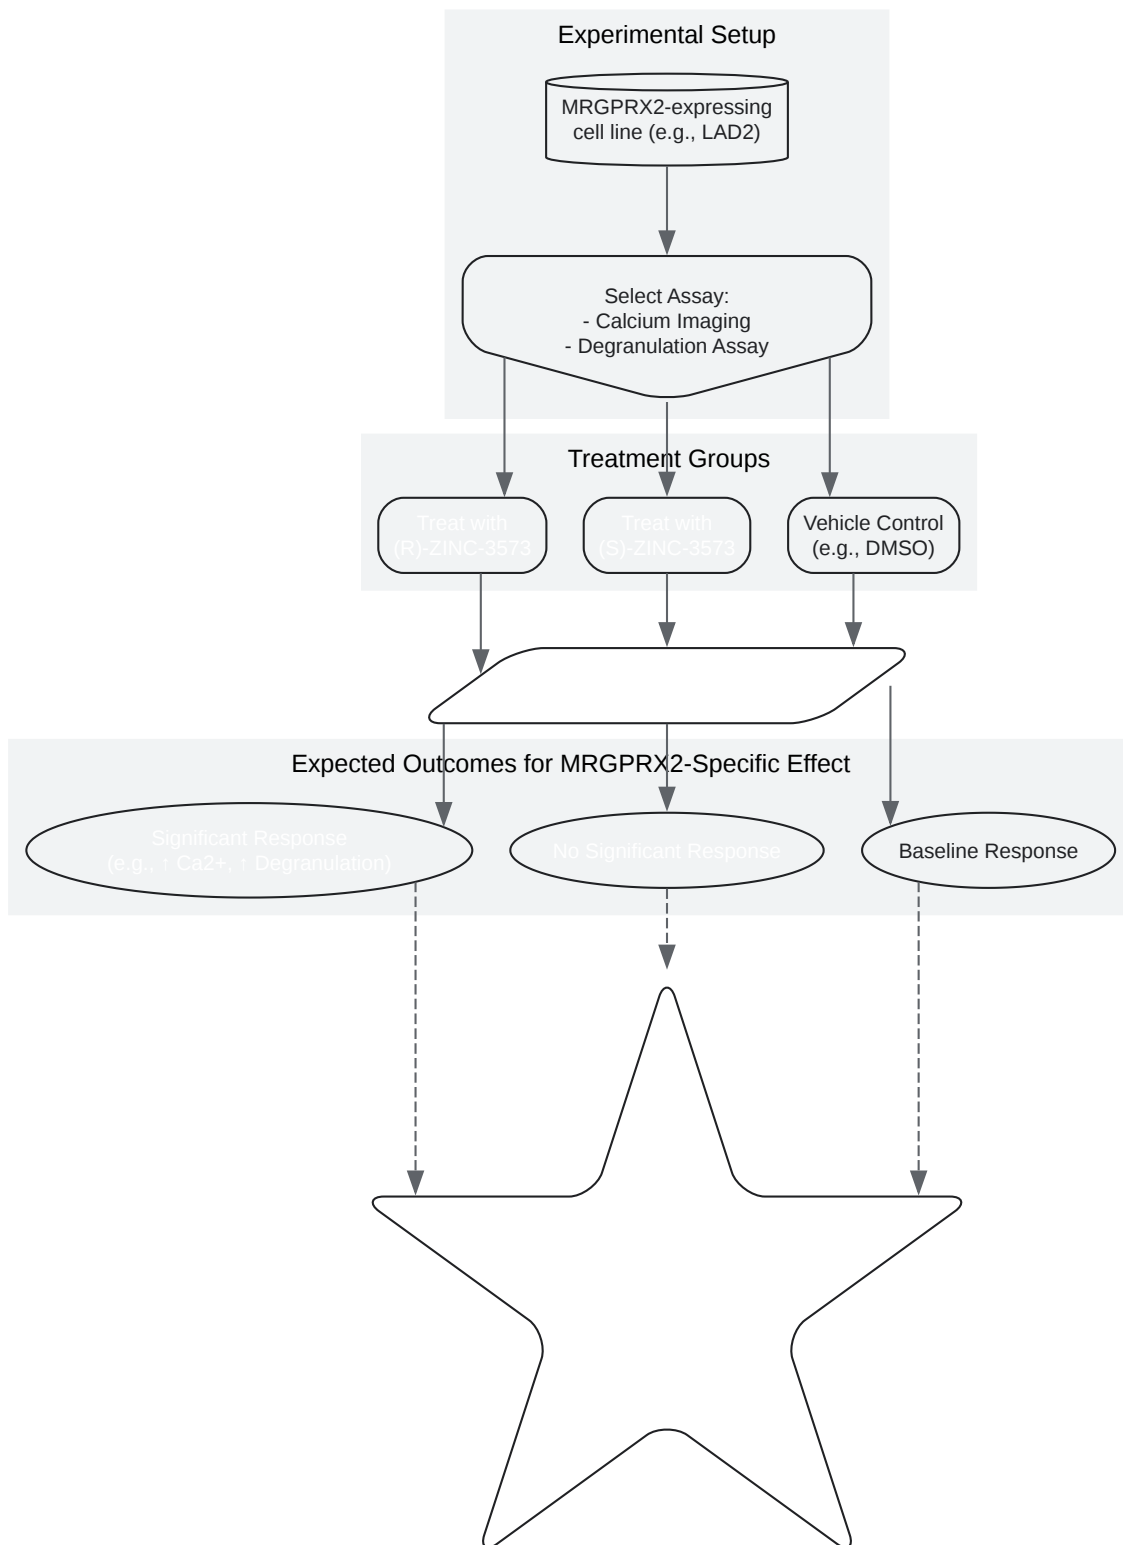 Experimental Setup
MRGPRX2-expressing
cell line (e.g., LAD2)
Select Assay:
- Calcium Imaging
- Degranulation Assay
Treatment Groups
Treat with
(R)-ZINC-3573
Treat with
(S)-ZINC-3573
Vehicle Control
(e.g., DMSO)
Expected Outcomes for MRGPRX2-Specific Effect
Significant Response
(e.g., ↑ Ca2+, ↑ Degranulation)
No Significant Response
Baseline Response